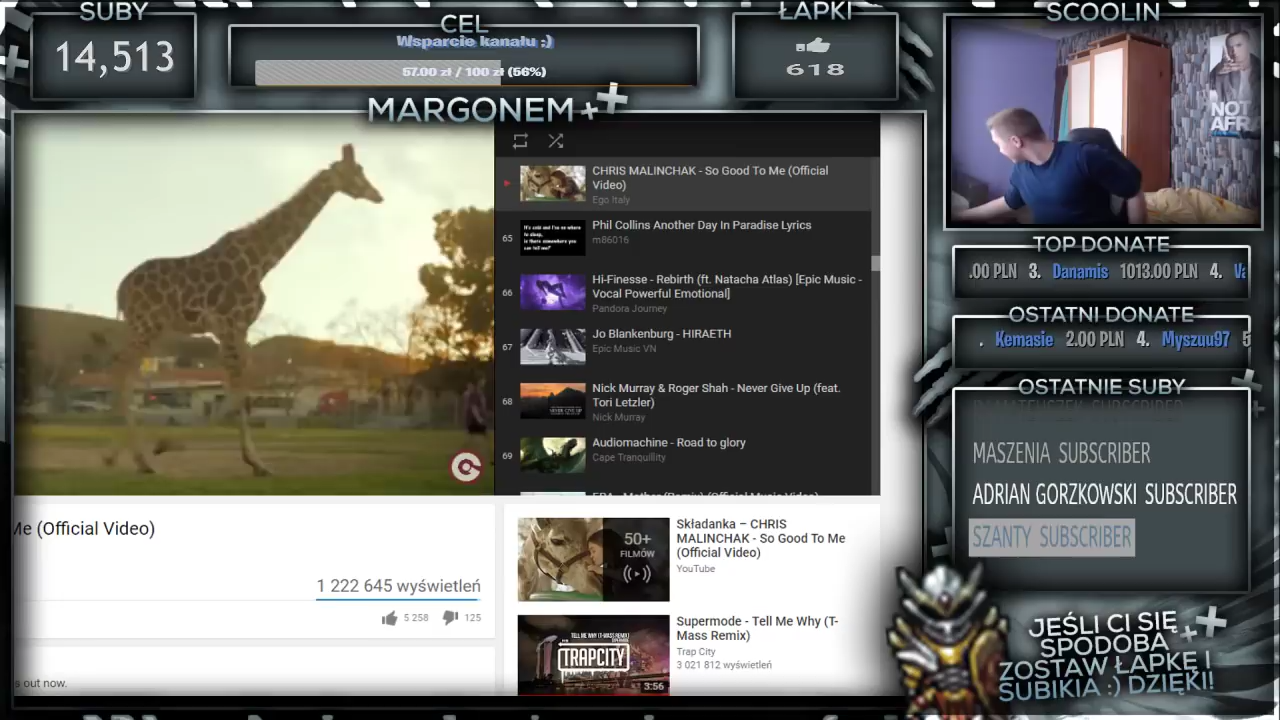 SUBY
14,513
CEL
Wsparcie kanału ;)
57.00 zł / 100 zł (56%)
ŁAPKI
618
SCOOLIN
MARGONEM
NOT
AFR
CHRIS MALINCHAK - So Good To Me (Official
Video)
Ego Italy
65
Phil Collins Another Day In Paradise Lyrics
m86016
66
Hi-Finesse - Rebirth (ft. Natacha Atlas) [Epic Music -
Vocal Powerful Emotional]
Pandora Journey
67
Jo Blankenburg - HIRAETH
Epic Music VN
68
Nick Murray & Roger Shah - Never Give Up (feat.
Tori Letzler)
Nick Murray
69
Audiomachine - Road to glory
Cape Tranquillity
Me (Official Video)
1 222 645 wyświetleń
5 258 125
s out now.
50+
FILMÓW
Składanka – CHRIS
MALINCHAK - So Good To Me
(Official Video)
YouTube
TRAPCITY
3:56
Supermode - Tell Me Why (T-
Mass Remix)
Trap City
3 021 812 wyświetleń
TOP DONATE
.00 PLN 3. Danamis 1013.00 PLN 4.
OSTATNI DONATE
. Kemasie 2.00 PLN 4. Myszuu97 5
OSTATNIE SUBY
MASZENIA SUBSCRIBER
ADRIAN GORZKOWSKI SUBSCRIBER
SZANTY SUBSCRIBER
JEŚLI CI SIĘ
SPODOBA
ZOSTAW ŁAPKĘ I
SUBIKIA :) DZIĘKI!